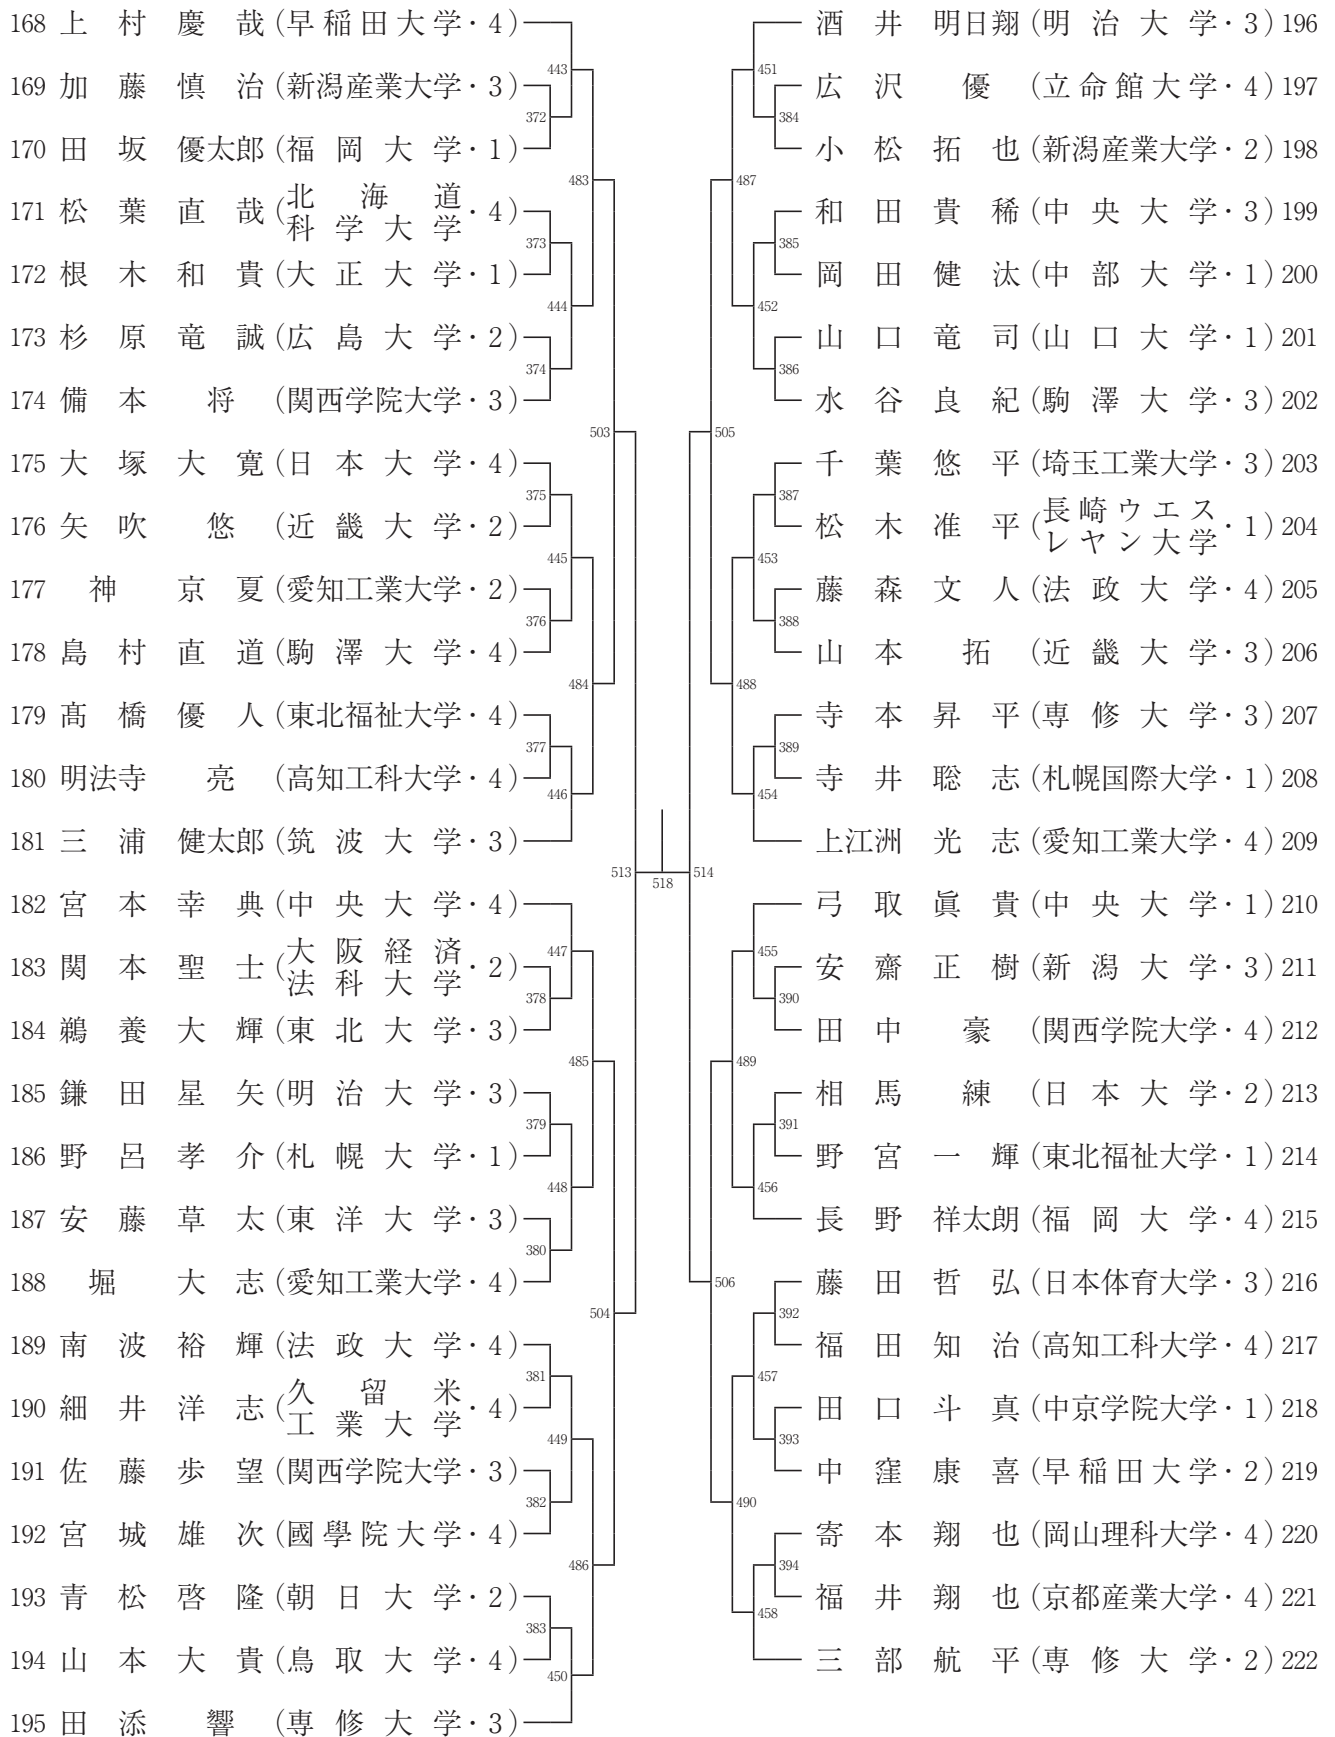 168 上村慶哉 (早稲田大学・4)
169 加藤慎治 (新潟産業大学・3)
170 田坂優太郎 (福岡大学・1)
171 松葉直哉 (北海道科学大学・4)
172 根木和貴 (大正大学・1)
173 杉原竜誠 (広島大学・2)
174 備本将 (関西学院大学・3)
175 大塚大寛 (日本大学・4)
176 矢吹悠 (近畿大学・2)
177 神京夏 (愛知工業大学・2)
178 島村直道 (駒澤大学・4)
179 髙橋優人 (東北福祉大学・4)
180 明法寺亮 (高知工科大学・4)
181 三浦健太郎 (筑波大学・3)
182 宮本幸典 (中央大学・4)
183 関本聖士 (大阪経済法科大学・2)
184 鵜養大輝 (東北大学・3)
185 鎌田星矢 (明治大学・3)
186 野呂孝介 (札幌大学・1)
187 安藤草太 (東洋大学・3)
188 堀大志 (愛知工業大学・4)
189 南波裕輝 (法政大学・4)
190 細井洋志 (久留米工業大学・4)
191 佐藤歩望 (関西学院大学・3)
192 宮城雄次 (國學院大学・4)
193 青松啓隆 (朝日大学・2)
194 山本大貴 (鳥取大学・4)
195 田添響 (専修大学・3)
443
372
483
373
444
374
503
375
445
376
484
377
446
513
518
514
447
378
485
379
448
380
504
381
449
382
486
383
450
451
384
487
385
452
386
505
387
453
388
488
389
454
455
390
489
391
456
506
392
457
393
490
394
458
酒井明日翔 (明治大学・3) 196
広沢優 (立命館大学・4) 197
小松拓也 (新潟産業大学・2) 198
和田貴稀 (中央大学・3) 199
岡田健汰 (中部大学・1) 200
山口竜司 (山口大学・1) 201
水谷良紀 (駒澤大学・3) 202
千葉悠平 (埼玉工業大学・3) 203
松木准平 (長崎ウエスレヤン大学・1) 204
藤森文人 (法政大学・4) 205
山本拓 (近畿大学・3) 206
寺本昇平 (専修大学・3) 207
寺井聡志 (札幌国際大学・1) 208
上江洲光志 (愛知工業大学・4) 209
弓取眞貴 (中央大学・1) 210
安齋正樹 (新潟大学・3) 211
田中豪 (関西学院大学・4) 212
相馬練 (日本大学・2) 213
野宮一輝 (東北福祉大学・1) 214
長野祥太朗 (福岡大学・4) 215
藤田哲弘 (日本体育大学・3) 216
福田知治 (高知工科大学・4) 217
田口斗真 (中京学院大学・1) 218
中窪康喜 (早稲田大学・2) 219
寄本翔也 (岡山理科大学・4) 220
福井翔也 (京都産業大学・4) 221
三部航平 (専修大学・2) 222